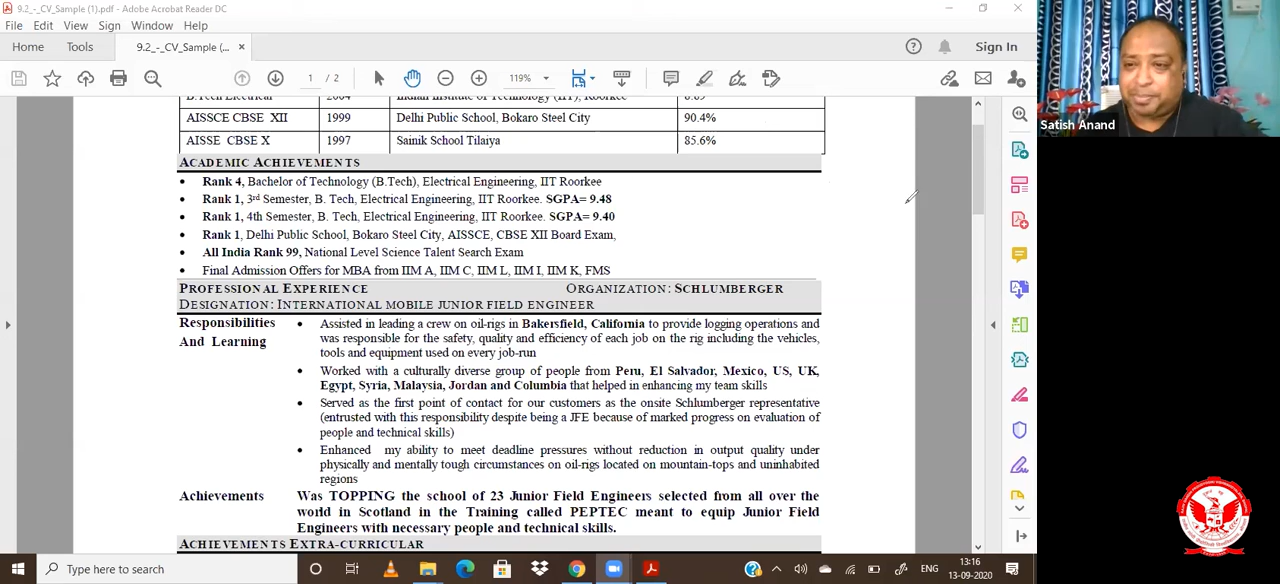 9.2_-_CV_Sample (1).pdf - Adobe Acrobat Reader DC
File Edit View Sign Window Help
Home Tools 9.2_-_CV_Sample (... × Sign In
1 / 2 119%
B.Tech Electrical 2004 Indian Institute of Technology (IIT), Roorkee 8.69
AISSCE CBSE XII 1999 Delhi Public School, Bokaro Steel City 90.4%
AISSE CBSE X 1997 Sainik School Tilaiya 85.6%
ACADEMIC ACHIEVEMENTS
• Rank 4, Bachelor of Technology (B.Tech), Electrical Engineering, IIT Roorkee
• Rank 1, 3rd Semester, B. Tech, Electrical Engineering, IIT Roorkee. SGPA= 9.48
• Rank 1, 4th Semester, B. Tech, Electrical Engineering, IIT Roorkee. SGPA= 9.40
• Rank 1, Delhi Public School, Bokaro Steel City, AISSCE, CBSE XII Board Exam,
• All India Rank 99, National Level Science Talent Search Exam
• Final Admission Offers for MBA from IIM A, IIM C, IIM L, IIM I, IIM K, FMS
PROFESSIONAL EXPERIENCE ORGANIZATION: SCHLUMBERGER
DESIGNATION: INTERNATIONAL MOBILE JUNIOR FIELD ENGINEER
Responsibilities And Learning
• Assisted in leading a crew on oil-rigs in Bakersfield, California to provide logging operations and
was responsible for the safety, quality and efficiency of each job on the rig including the vehicles,
tools and equipment used on every job-run
• Worked with a culturally diverse group of people from Peru, El Salvador, Mexico, US, UK,
Egypt, Syria, Malaysia, Jordan and Columbia that helped in enhancing my team skills
• Served as the first point of contact for our customers as the onsite Schlumberger representative
(entrusted with this responsibility despite being a JFE because of marked progress on evaluation of
people and technical skills)
• Enhanced my ability to meet deadline pressures without reduction in output quality under
physically and mentally tough circumstances on oil-rigs located on mountain-tops and uninhabited
regions
Achievements Was TOPPING the school of 23 Junior Field Engineers selected from all over the
world in Scotland in the Training called PEPTEC meant to equip Junior Field
Engineers with necessary people and technical skills.
ACHIEVEMENTS EXTRA-CURRICULAR
Satish Anand
Type here to search
ENG
13:16
13-09-2020